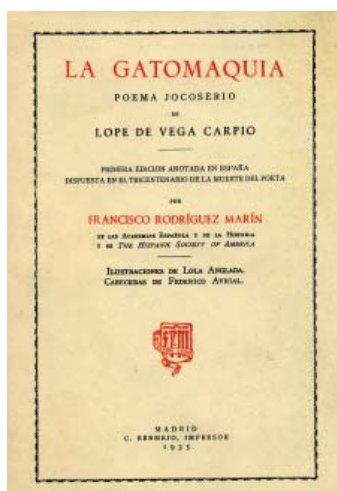 LA GATOMAQUIA
POEMA JOCOSERIO
DE
LOPE DE VEGA CARPIO
PRIMERA EDICION ANOTADA EN ESPAÑA
DISPUESTA EN EL TRICENTENARIO DE LA MUERTE DEL POETA
POR
FRANCISCO RODRÍGUEZ MARÍN
DE LAS ACADEMIAS ESPAÑOLA Y DE LA HISTORIA
Y DE THE HISPANIC SOCIETY OF AMERICA
ILUSTRACIONES DE LOLA ANGLADA.
CABECERAS DE FEDERICO AVRIAL.
MADRID
C. BERMEJO, IMPRESOR
1935